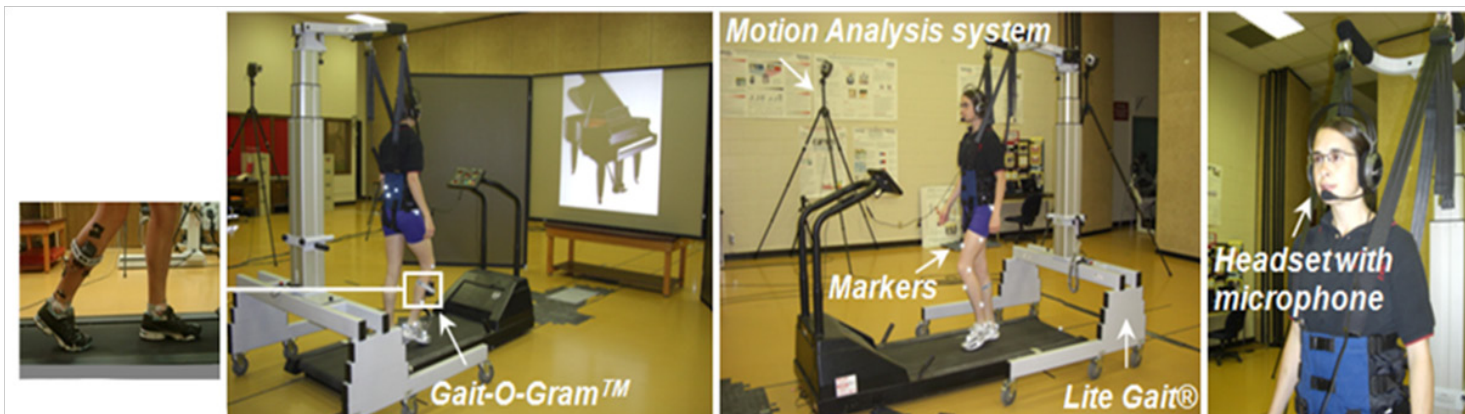 Gait-O-Gram™
Motion Analysis system
Markers
Lite Gait®
Headset with
microphone